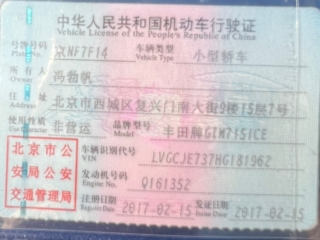 中华人民共和国机动车行驶证
Vehicle License of the People's Republic of China
号牌号码 京NF7F14 车辆类型 小型轿车
Plate No. Vehicle Type
所有人 冯勃帆
Owner
住址 北京市西城区复兴门南大街9楼15层7号
使用性质 非营运 品牌型号 丰田牌GTM7151CE
Use Character Model
北京市公安局公安交通管理局
车辆识别代号 LVGCJE737HG181962
VIN
发动机号码 Q161352
Engine No.
注册日期 2017-02-15 发证日期 2017-02-15
Register Date Issue Date